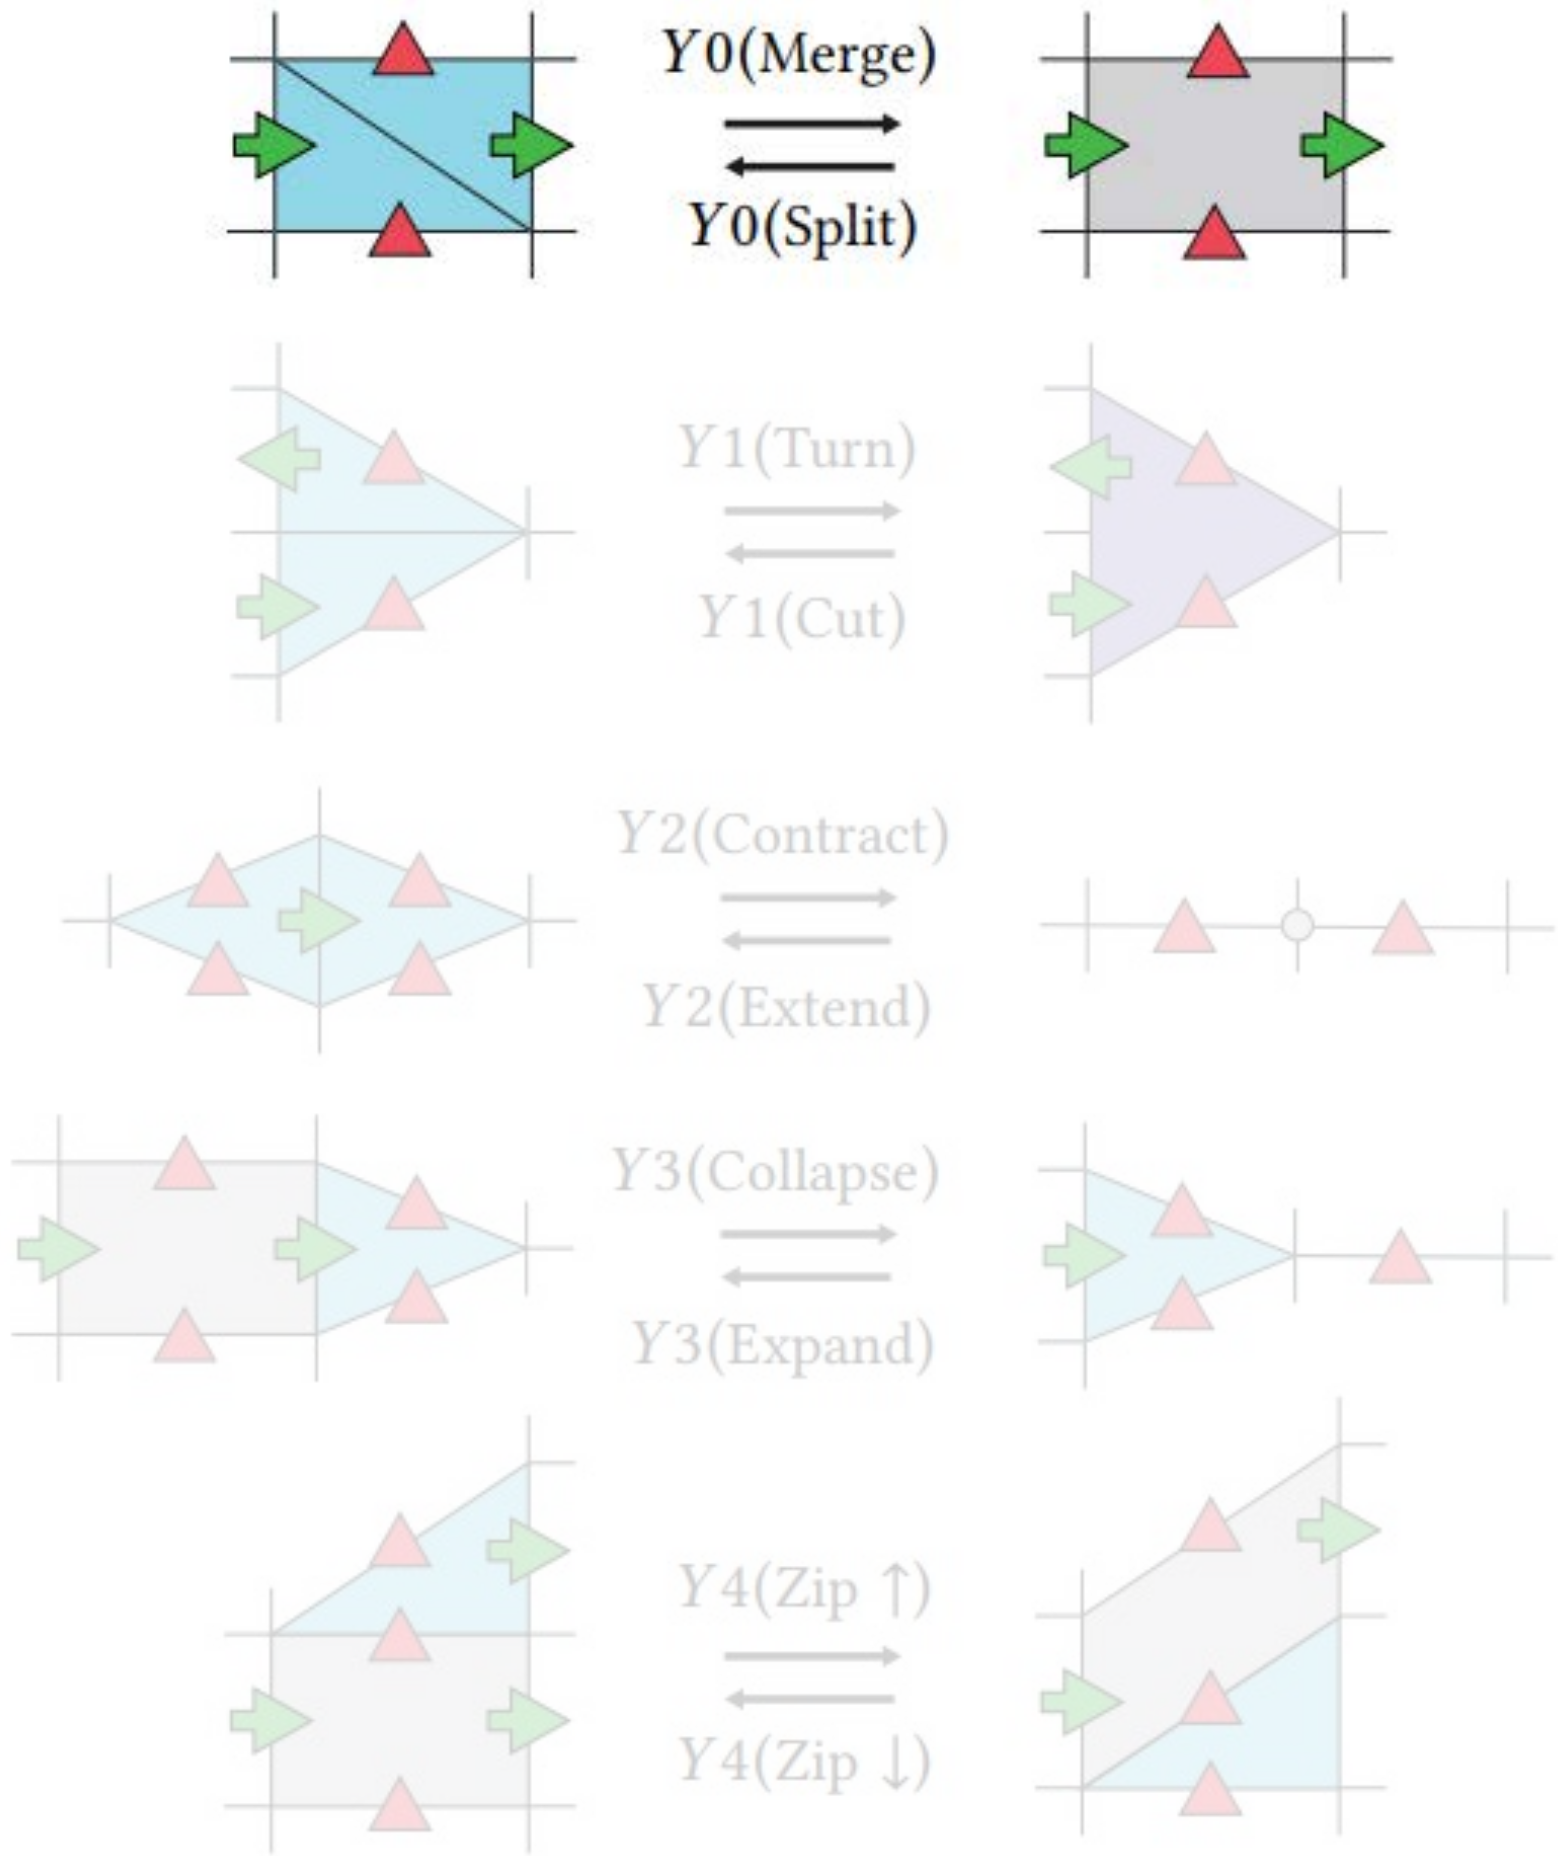 Y0(Merge)
Y0(Split)
Y1(Turn)
Y1(Cut)
Y2(Contract)
Y2(Extend)
Y3(Collapse)
Y3(Expand)
Y4(Zip ↑)
Y4(Zip ↓)